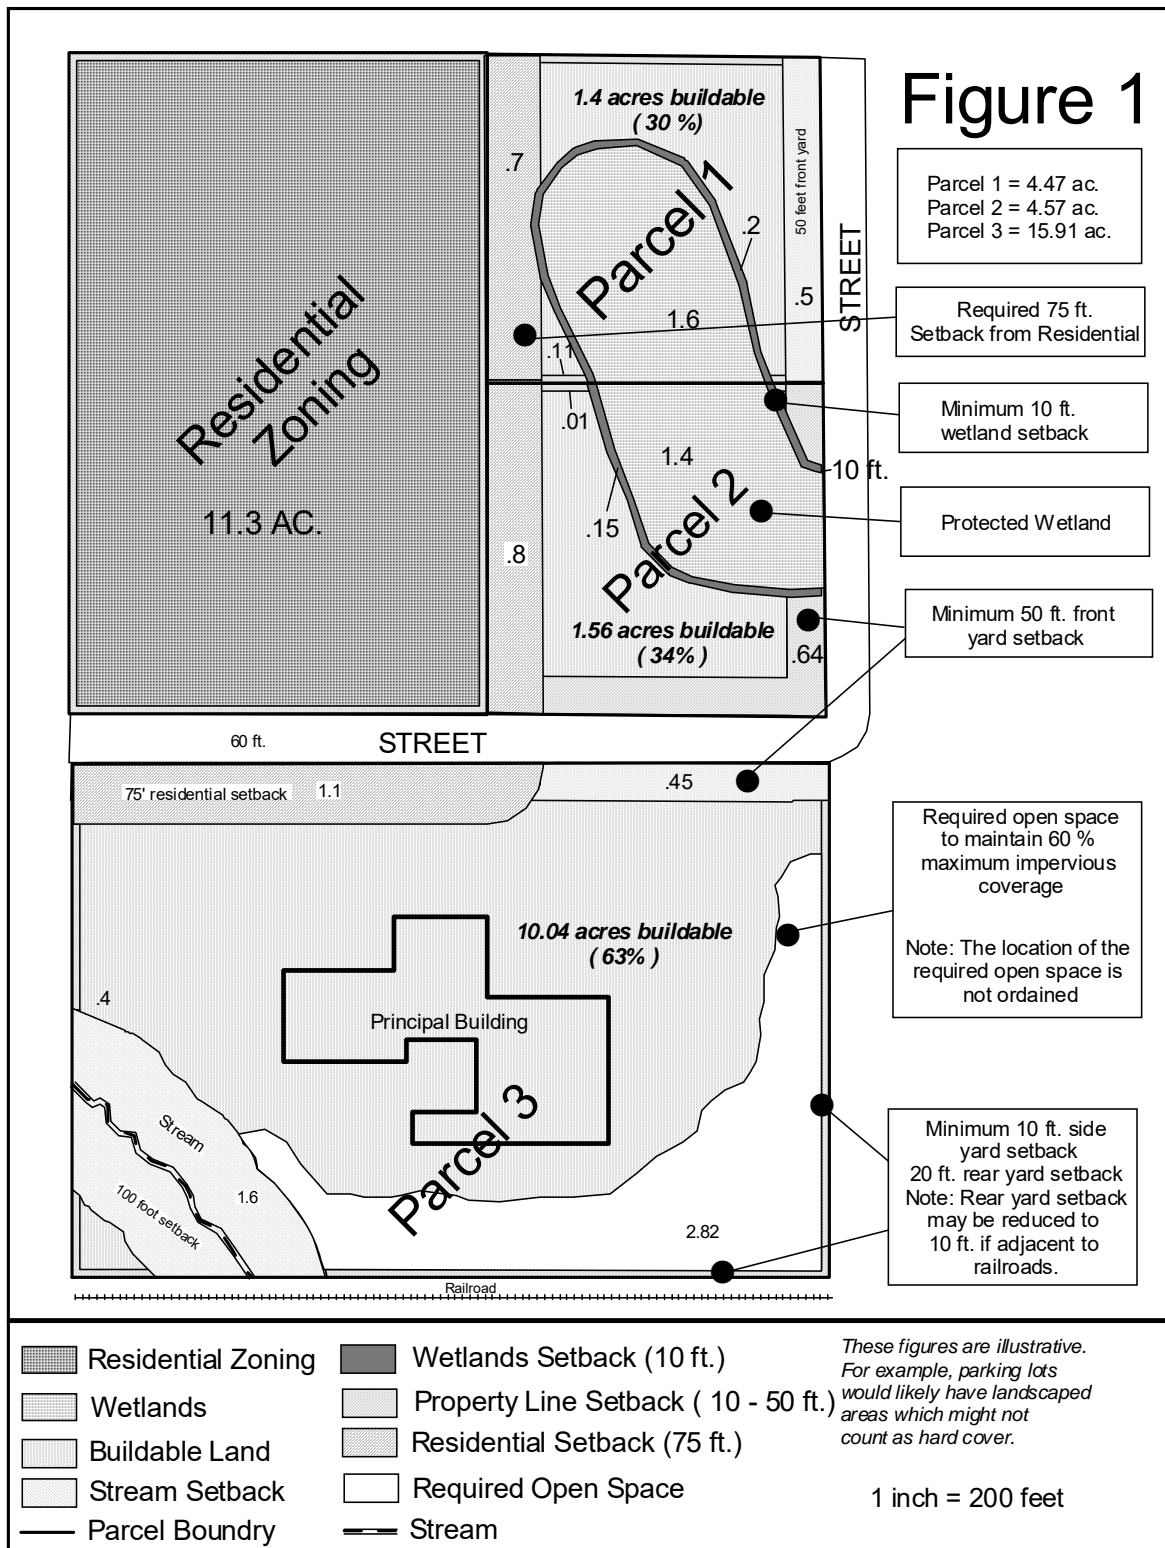 Figure 1
Parcel 1 = 4.47 ac.
Parcel 2 = 4.57 ac.
Parcel 3 = 15.91 ac.
1.4 acres buildable
( 30 %)
.7
50 feet front yard
STREET
Parcel 1
.2
.5
1.6
.11
Required 75 ft.
Setback from Residential
Residential
Zoning
11.3 AC.
.01
1.4
Minimum 10 ft.
wetland setback
10 ft.
.15
Parcel 2
Protected Wetland
.8
1.56 acres buildable
( 34% )
.64
Minimum 50 ft. front
yard setback
60 ft.
STREET
75' residential setback
1.1
.45
Required open space
to maintain 60 %
maximum impervious
coverage
Note: The location of the
required open space is
not ordained
10.04 acres buildable
( 63% )
.4
Principal Building
Parcel 3
Stream
100 foot setback
1.6
2.82
Minimum 10 ft. side
yard setback
20 ft. rear yard setback
Note: Rear yard setback
may be reduced to
10 ft. if adjacent to
railroads.
Railroad
Residential Zoning
Wetlands
Buildable Land
Stream Setback
Parcel Boundry
Wetlands Setback (10 ft.)
Property Line Setback ( 10 - 50 ft.)
Residential Setback (75 ft.)
Required Open Space
Stream
These figures are illustrative.
For example, parking lots
would likely have landscaped
areas which might not
count as hard cover.
1 inch = 200 feet